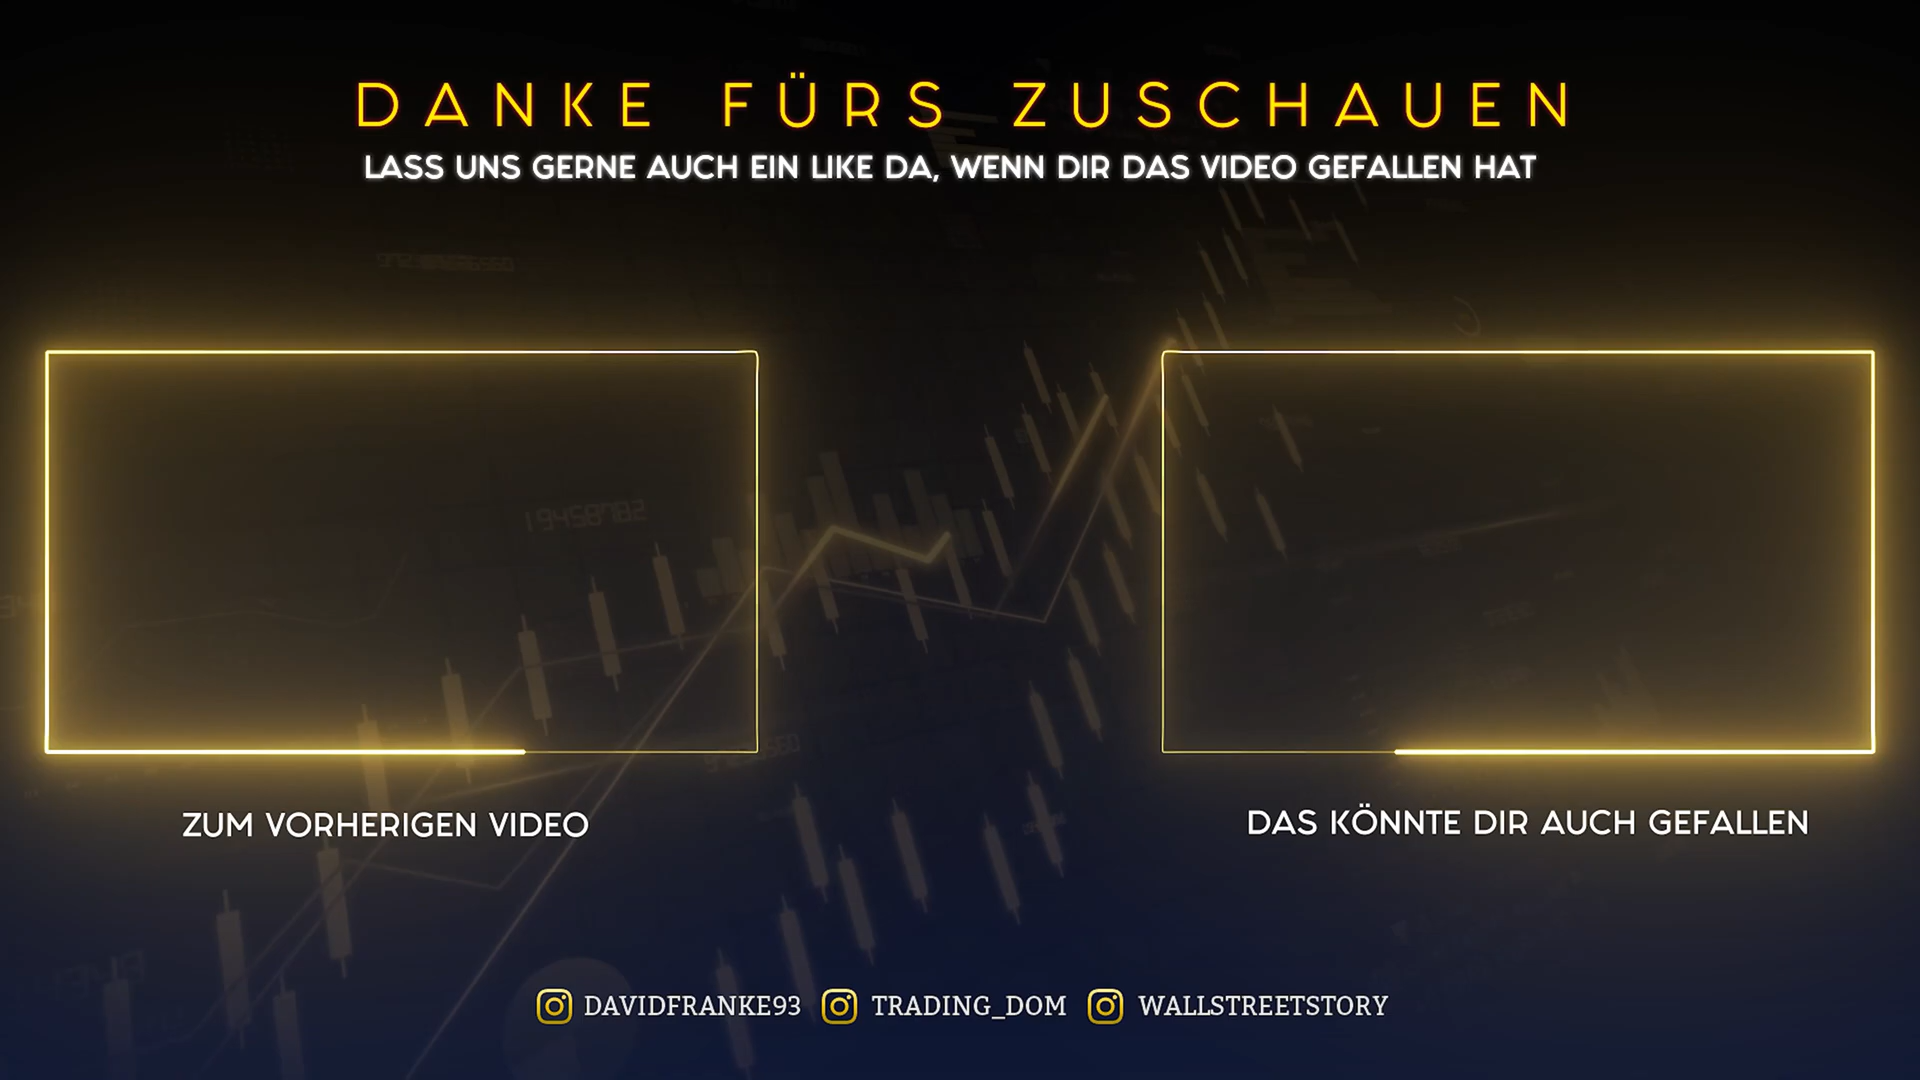 DANKE FÜRS ZUSCHAUEN
LASS UNS GERNE AUCH EIN LIKE DA, WENN DIR DAS VIDEO GEFALLEN HAT
19458782
ZUM VORHERIGEN VIDEO
DAS KÖNNTE DIR AUCH GEFALLEN
DAVIDFRANKE93 TRADING_DOM WALLSTREETSTORY